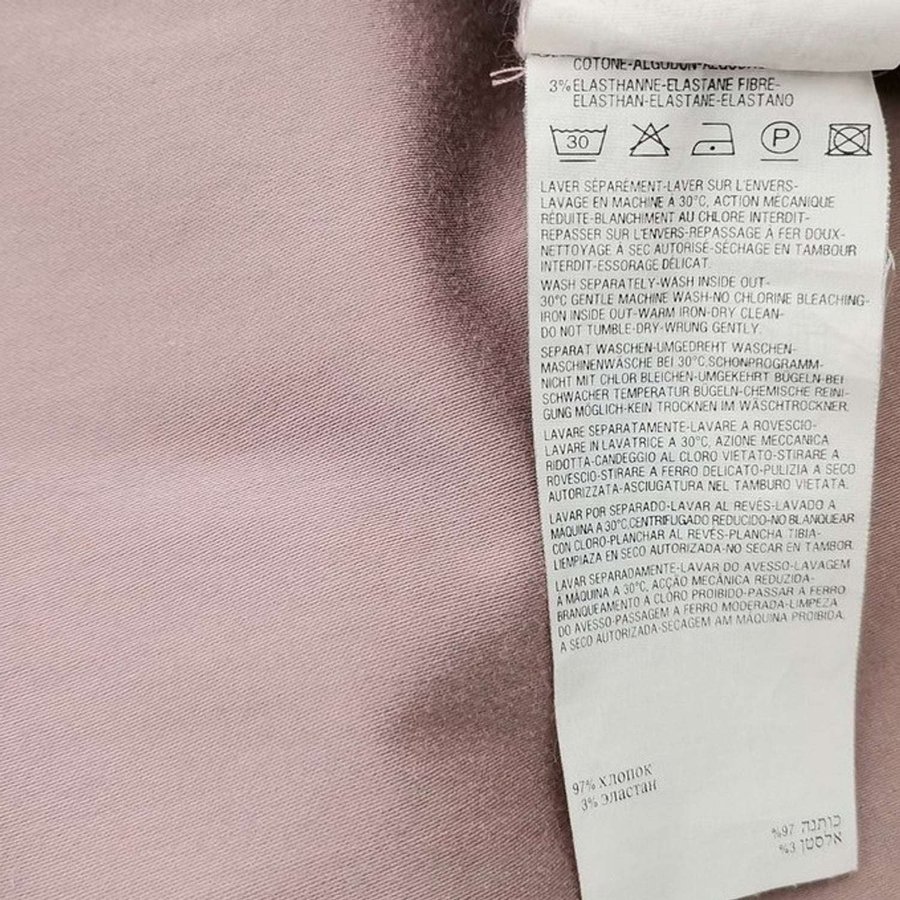 COTONE-ALGODON-ALGODAO
3% ELASTHANNE-ELASTANE FIBRE-
ELASTHAN-ELASTANE-ELASTANO
30 P
LAVER SÉPARÉMENT-LAVER SUR L'ENVERS-
LAVAGE EN MACHINE A 30°C, ACTION MÉCANIQUE
RÉDUITE-BLANCHIMENT AU CHLORE INTERDIT-
REPASSER SUR L'ENVERS-REPASSAGE À FER DOUX-
NETTOYAGE À SEC AUTORISÉ-SÉCHAGE EN TAMBOUR
INTERDIT-ESSORAGE DÉLICAT.
WASH SEPARATELY-WASH INSIDE OUT-
30°C GENTLE MACHINE WASH-NO CHLORINE BLEACHING-
IRON INSIDE OUT-WARM IRON-DRY CLEAN-
DO NOT TUMBLE-DRY-WRUNG GENTLY.
SEPARAT WASCHEN-UMGEDREHT WASCHEN-
MASCHINENWÄSCHE BEI 30°C,SCHONPROGRAMM-
NICHT MIT CHLOR BLEICHEN-UMGEKEHRT BÜGELN-BEI
SCHWACHER TEMPERATUR BÜGELN-CHEMISCHE REINI-
GUNG MÖGLICH-KEIN TROCKNEN IM WÄSCHTROCKNER.
LAVARE SEPARATAMENTE-LAVARE A ROVESCIO-
LAVARE IN LAVATRICE A 30°C, AZIONE MECCANICA
RIDOTTA-CANDEGGIO AL CLORO VIETATO-STIRARE A
ROVESCIO-STIRARE A FERRO DELICATO-PULIZIA A SECO
AUTORIZZATA-ASCIUGATURA NEL TAMBURO VIETATA.
LAVAR POR SEPARADO-LAVAR AL REVÉS-LAVADO A
MÁQUINA A 30°C,CENTRIFUGADO REDUCIDO-NO BLANQUEAR
CON CLORO-PLANCHAR AL REVÉS-PLANCHA TIBIA-
LIEMPIAZA EN SECO AUTORIZADA-NO SECAR EN TAMBOR.
LAVAR SEPARADAMENTE-LAVAR DO AVESSO-LAVAGEM
A MÁQUINA A 30°C, ACÇÃO MECÂNICA REDUZIDA-
BRANQUEAMENTO A CLORO PROIBIDO-PASSAR A FERRO
DO AVESSO-PASSAGEM A FERRO MODERADA-LIMPEZA
A SECO AUTORIZADA-SECAGEM AM MAQUINA PROIBIDA.
97% хлопок
3% эластан
כותנה 97%
אלסטן 3%